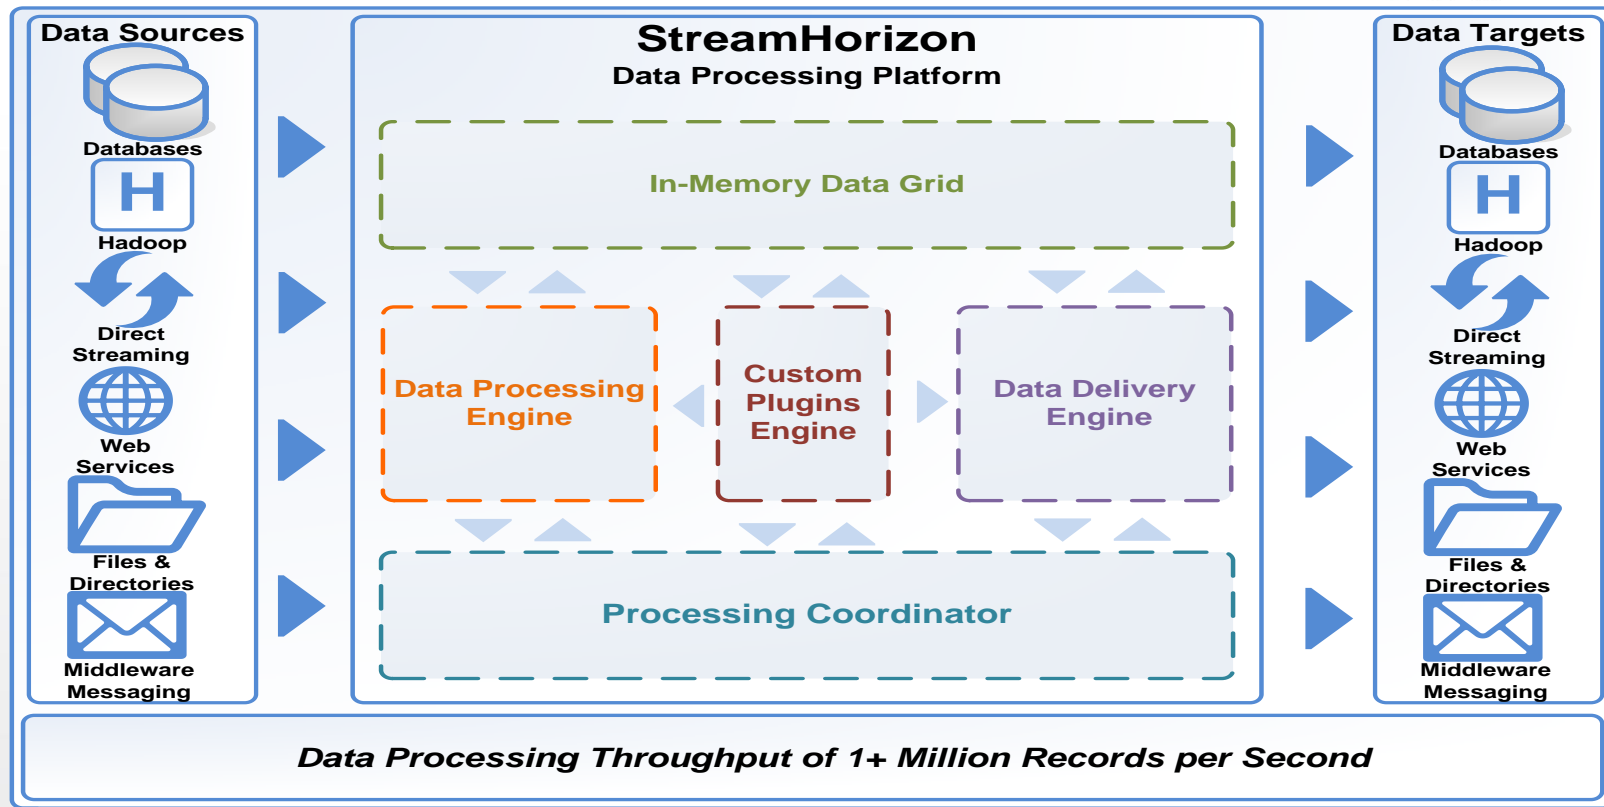 Data Sources
Databases
H
Hadoop
Direct
Streaming
Web
Services
Files &
Directories
Middleware
Messaging
StreamHorizon
Data Processing Platform
In-Memory Data Grid
Data Processing
Engine
Custom
Plugins
Engine
Data Delivery
Engine
Processing Coordinator
Data Targets
Databases
H
Hadoop
Direct
Streaming
Web
Services
Files &
Directories
Middleware
Messaging
Data Processing Throughput of 1+ Million Records per Second